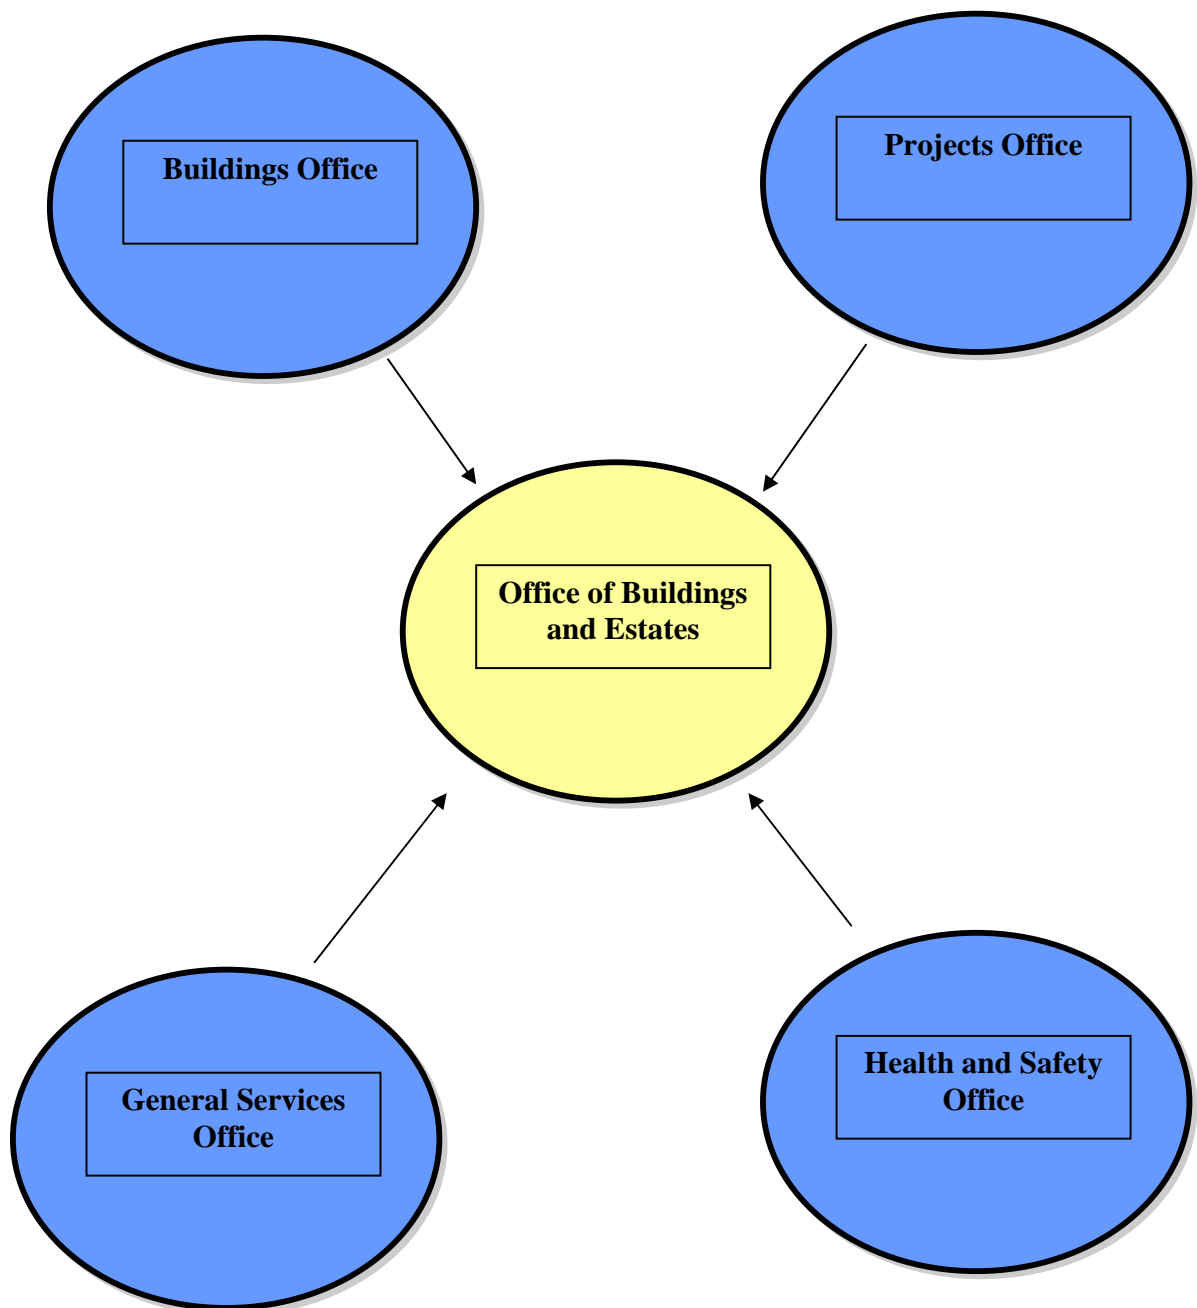 Buildings Office
Projects Office
Office of Buildings
and Estates
General Services
Office
Health and Safety
Office